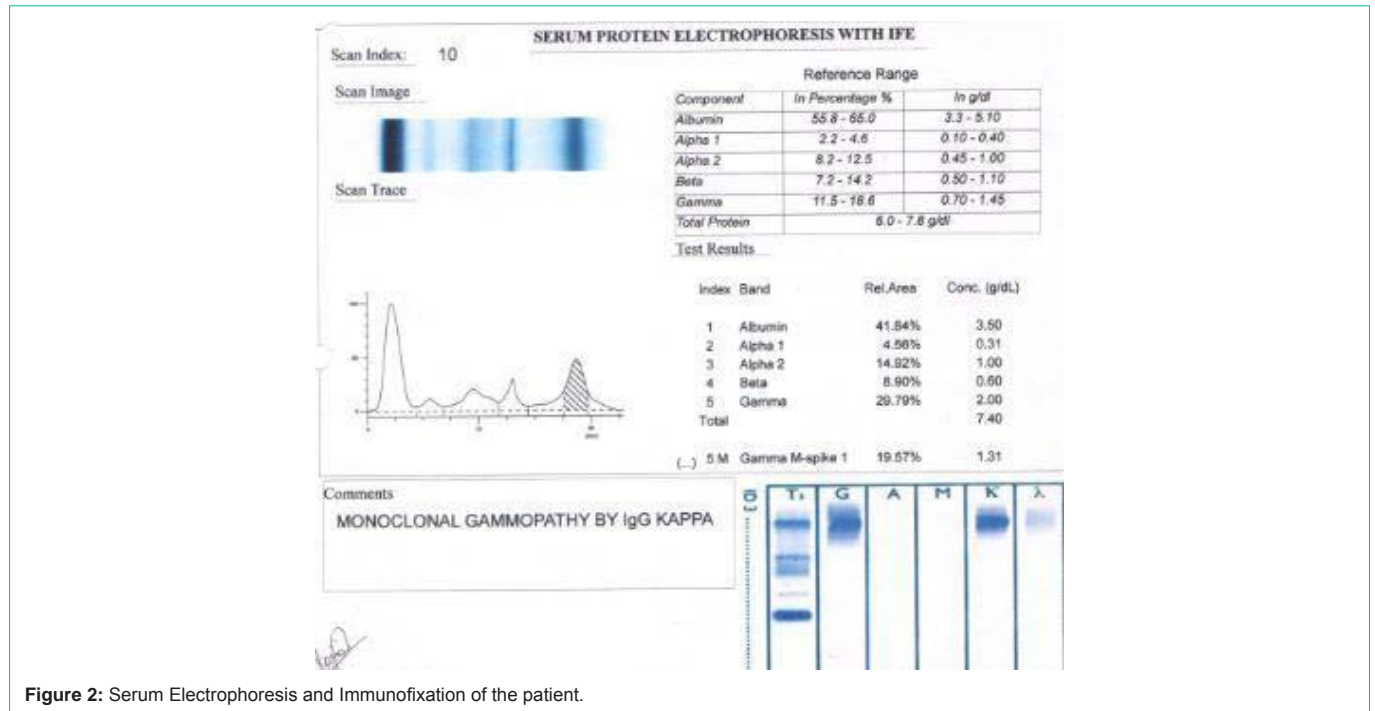 SERUM PROTEIN ELECTROPHORESIS WITH IFE
Scan Index: 10
Scan Image
Reference Range
Component In Percentage % In g/dl
Albumin 55.8 - 65.0 3.3 - 5.10
Alpha 1 2.2 - 4.6 0.10 - 0.40
Alpha 2 8.2 - 12.5 0.45 - 1.00
Beta 7.2 - 14.2 0.50 - 1.10
Gamma 11.5 - 18.6 0.70 - 1.45
Total Protein 6.0 - 7.8 g/dl
Scan Trace
Test Results
Index Band Rel.Area Conc. (g/dL)
1 Albumin 41.84% 3.50
2 Alpha 1 4.56% 0.31
3 Alpha 2 14.92% 1.00
4 Beta 8.90% 0.60
5 Gamma 29.79% 2.00
Total 7.40
(...) 5 M Gamma M-spike 1 19.57% 1.31
Comments
MONOCLONAL GAMMOPATHY BY IgG KAPPA
G A M K λ
Figure 2: Serum Electrophoresis and Immunofixation of the patient.